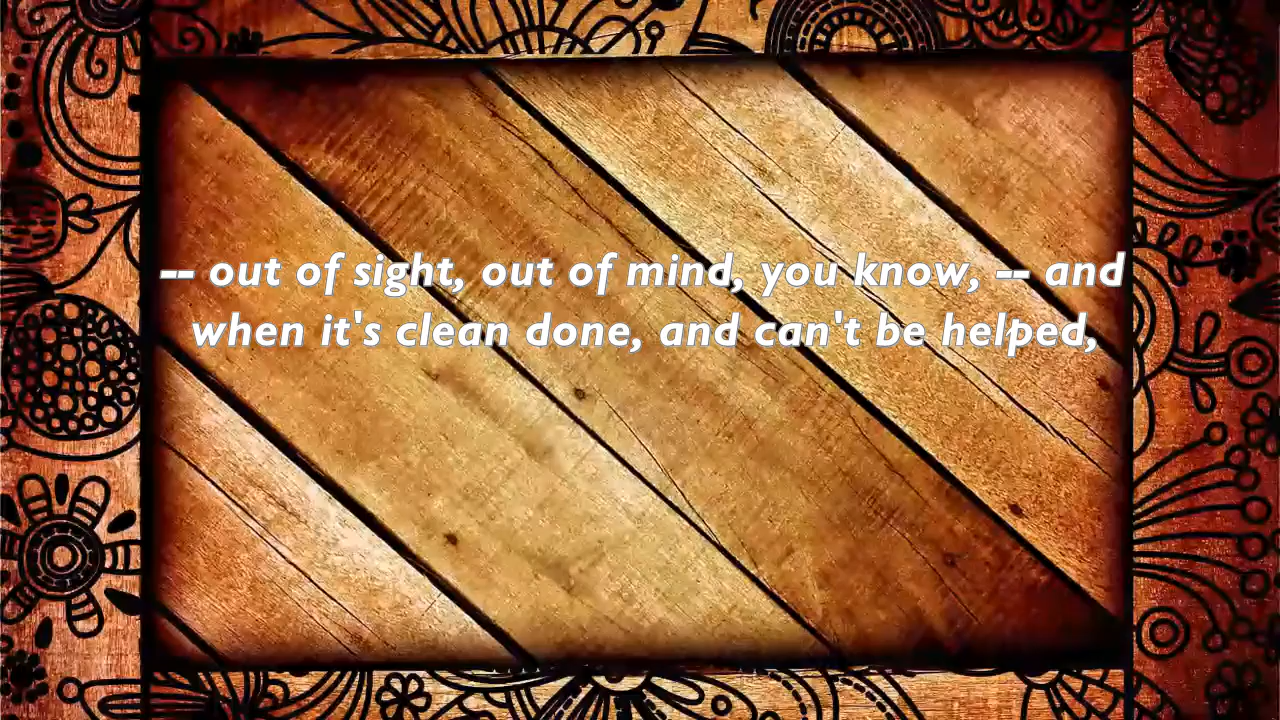 -- out of sight, out of mind, you know, -- and
when it's clean done, and can't be helped,